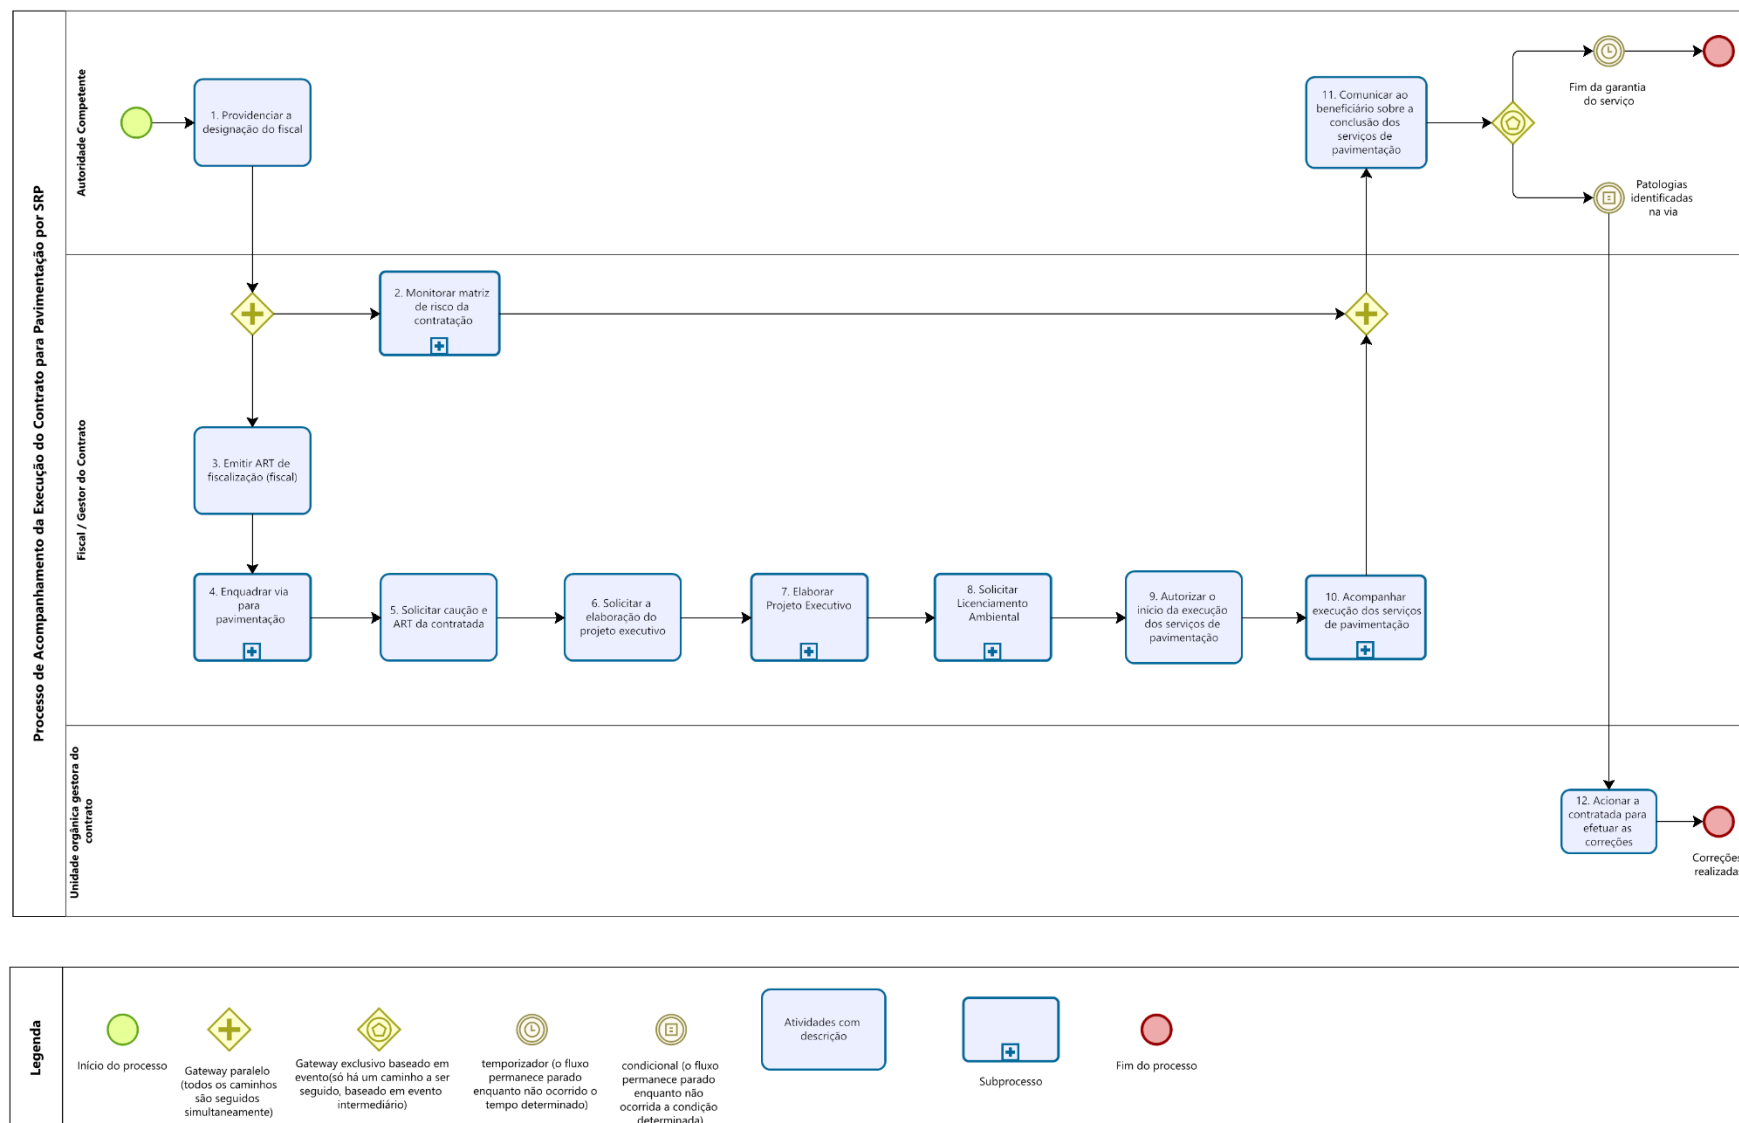 Processo de Acompanhamento da Execução do Contrato para Pavimentação por SRP
Autoridade Competente
1. Providenciar a
designação do fiscal
11. Comunicar ao
beneficiário sobre a
conclusão dos
serviços de
pavimentação
Fim da garantia
do serviço
Patologias
identificadas
na via
Fiscal / Gestor do Contrato
2. Monitorar matriz
de risco da
contratação
3. Emitir ART de
fiscalização (fiscal)
4. Enquadrar via
para
pavimentação
5. Solicitar caução e
ART da contratada
6. Solicitar a
elaboração do
projeto executivo
7. Elaborar
Projeto Executivo
8. Solicitar
Licenciamento
Ambiental
9. Autorizar o
início da execução
dos serviços de
pavimentação
10. Acompanhar
execução dos serviços
de pavimentação
Unidade orgânica gestora do
contrato
12. Acionar a
contratada para
efetuar as
correções
Correções
realizadas
Legenda
Início do processo
Gateway paralelo
(todos os caminhos
são seguidos
simultaneamente)
Gateway exclusivo baseado em
evento(só há um caminho a ser
seguido, baseado em evento
intermediário)
temporizador (o fluxo
permanece parado
enquanto não ocorrido o
tempo determinado)
condicional (o fluxo
permanece parado
enquanto não
ocorrida a condição
determinada)
Atividades com
descrição
Subprocesso
Fim do processo